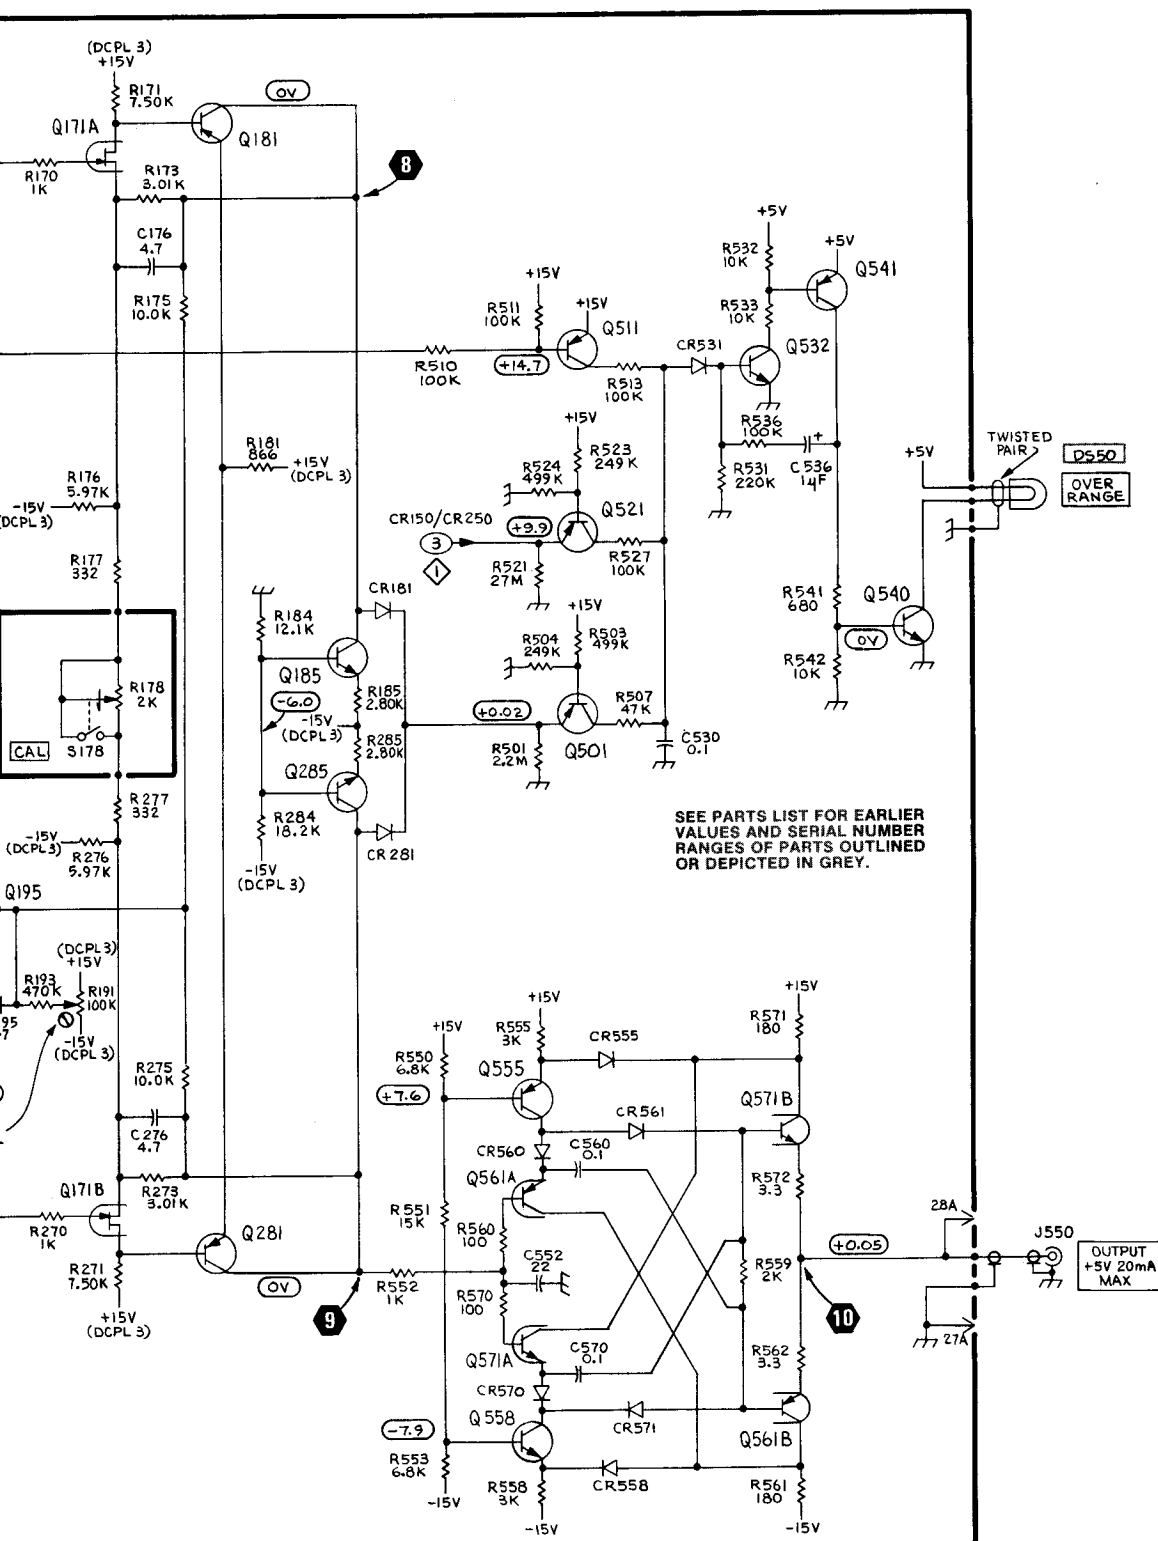 (DCPL 3)
+15V
R171
7.50K
0V
Q171A
Q181
8
R170
1K
R173
3.01K
C176
4.7
R175
10.0K
+5V
R532
10K
+5V
Q541
+15V
R511
100K
+15V
Q511
R533
10K
CR531
Q532
+14.7
R510
100K
R513
100K
+15V
R536
100K
R181
866
+15V
(DCPL 3)
R524
499K
R523
249K
R531
220K
+
C536
1µF
+5V
TWISTED
PAIR
DS50
OVER
RANGE
R176
5.97K
-15V
(DCPL 3)
CR150/CR250
3
1
+9.9
Q521
R521
27M
R527
100K
R177
332
CR181
R184
12.1K
+15V
R504
249K
R503
499K
R541
680
Q540
0V
R542
10K
R178
2K
CAL
S178
Q185
-6.0
R185
2.80K
-15V
(DCPL 3)
R285
2.80K
+0.02
R507
47K
R501
2.2M
Q501
C530
0.1
Q285
R277
332
-15V
(DCPL 3)
R276
5.97K
R284
18.2K
CR281
-15V
(DCPL 3)
SEE PARTS LIST FOR EARLIER
VALUES AND SERIAL NUMBER
RANGES OF PARTS OUTLINED
OR DEPICTED IN GREY.
Q195
(DCPL 3)
+15V
R193
470K
R191
100K
95
7
-15V
(DCPL 3)
+15V
R555
3K
CR555
+15V
R571
180
+15V
R550
6.8K
Q555
+7.6
R275
10.0K
C276
4.7
CR561
Q571B
CR560
C560
0.1
Q561A
R572
3.3
Q171B
R273
3.01K
R270
1K
Q281
R551
15K
R560
100
28A
J550
R271
7.50K
0V
R552
1K
C552
22
R559
2K
+0.05
OUTPUT
+5V 20mA
MAX
+15V
(DCPL 3)
9
R570
100
10
27A
Q571A
C570
0.1
R562
3.3
CR570
Q558
CR571
Q561B
-7.9
R553
6.8K
-15V
R558
3K
CR558
R561
180
-15V
-15V